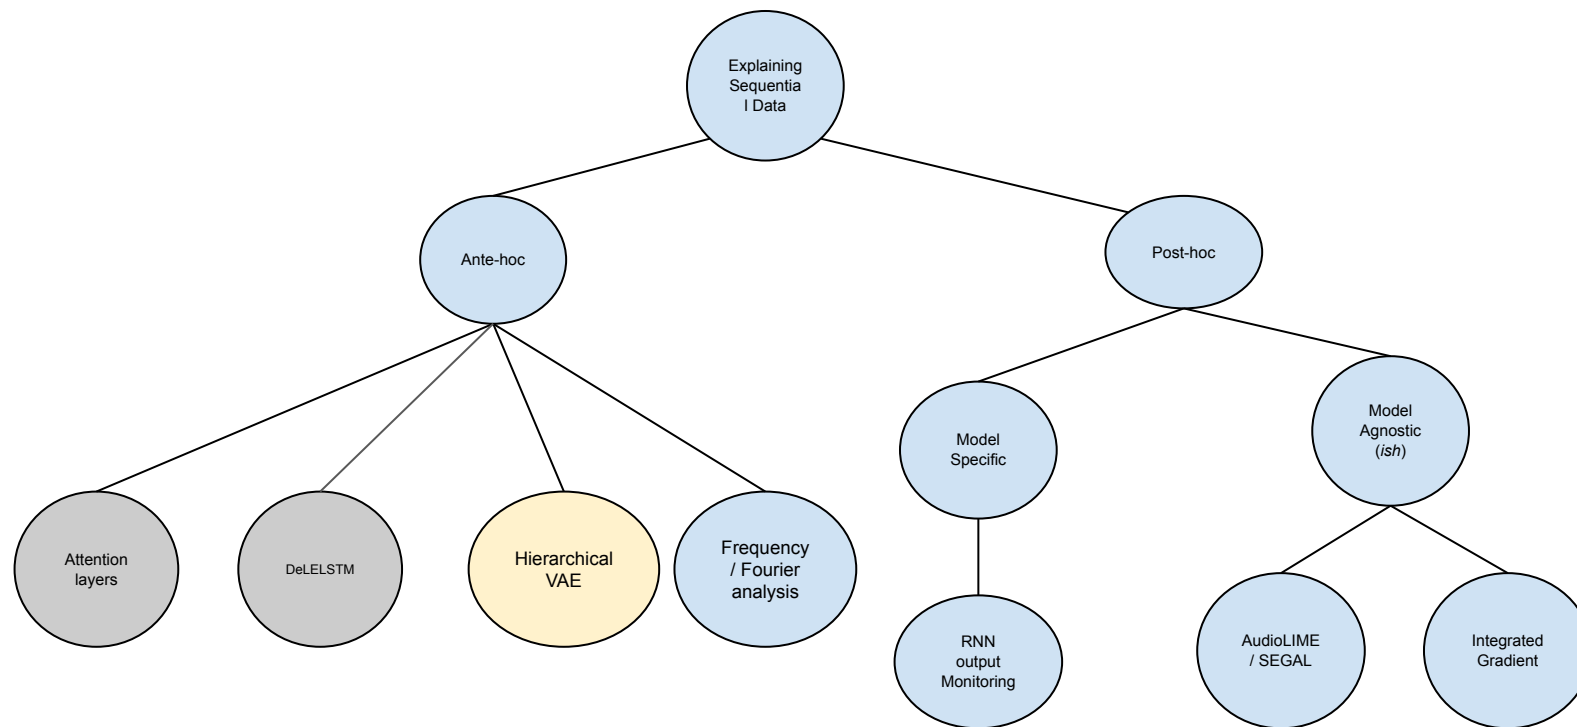 Explaining
Sequentia
l Data
Ante-hoc
Post-hoc
Model
Specific
Model
Agnostic
(ish)
Attention
layers
DeLELSTM
Hierarchical
VAE
Frequency
/ Fourier
analysis
RNN
output
Monitoring
AudioLIME
/ SEGAL
Integrated
Gradient